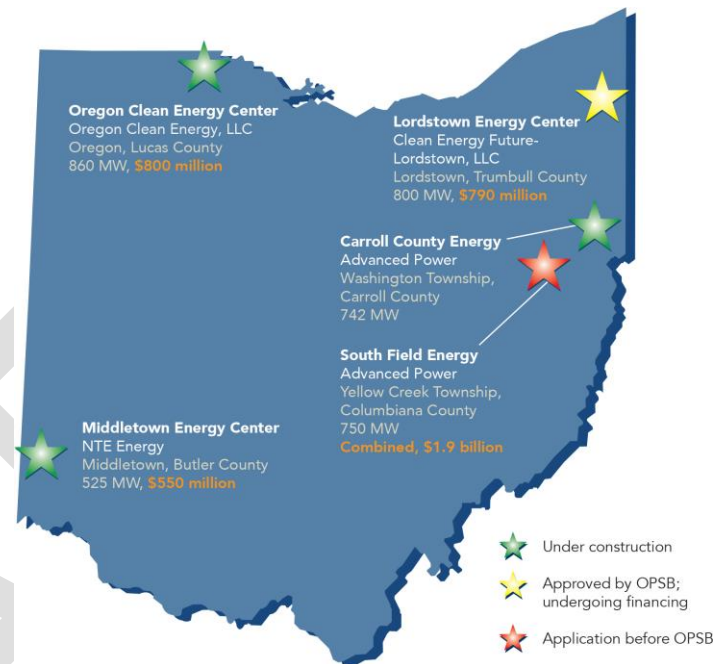 Oregon Clean Energy Center
Oregon Clean Energy, LLC
Oregon, Lucas County
860 MW, $800 million
Lordstown Energy Center
Clean Energy Future-
Lordstown, LLC
Lordstown, Trumbull County
800 MW, $790 million
Carroll County Energy
Advanced Power
Washington Township,
Carroll County
742 MW
South Field Energy
Advanced Power
Yellow Creek Township,
Columbiana County
750 MW
Combined, $1.9 billion
Middletown Energy Center
NTE Energy
Middletown, Butler County
525 MW, $550 million
Under construction
Approved by OPSB;
undergoing financing
Application before OPSB